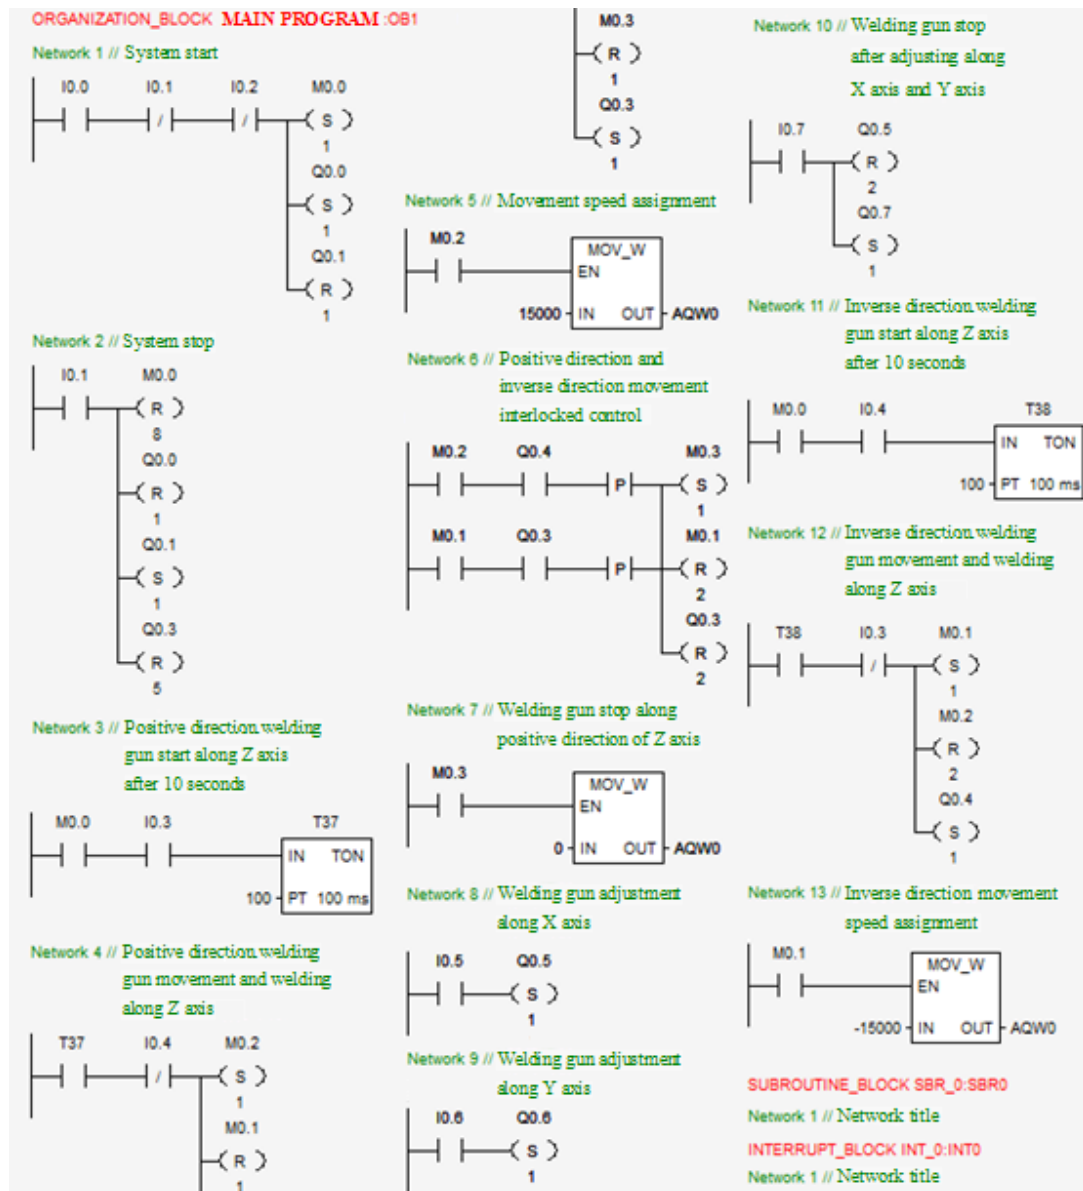 ORGANIZATION_BLOCK MAIN PROGRAM :OB1
Network 1 // System start
I0.0 I0.1 I0.2 M0.0
/ / S
1
Q0.0
S
1
Q0.1
R
1
Network 2 // System stop
I0.1 M0.0
R
8
Q0.0
R
1
Q0.1
S
1
Q0.3
R
5
Network 3 // Positive direction welding
gun start along Z axis
after 10 seconds
M0.0 I0.3 T37
IN TON
100 PT 100 ms
Network 4 // Positive direction welding
gun movement and welding
along Z axis
T37 I0.4 M0.2
/ S
1
M0.1
R
1
M0.3
R
1
Q0.3
S
1
Network 5 // Movement speed assignment
M0.2
MOV_W
EN
15000 IN OUT AQW0
Network 6 // Positive direction and
inverse direction movement
interlocked control
M0.2 Q0.4 M0.3
P S
1
M0.1 Q0.3 M0.1
P R
2
Q0.3
R
2
Network 7 // Welding gun stop along
positive direction of Z axis
M0.3
MOV_W
EN
0 IN OUT AQW0
Network 8 // Welding gun adjustment
along X axis
I0.5 Q0.5
S
1
Network 9 // Welding gun adjustment
along Y axis
I0.6 Q0.6
S
1
Network 10 // Welding gun stop
after adjusting along
X axis and Y axis
I0.7 Q0.5
R
2
Q0.7
S
1
Network 11 // Inverse direction welding
gun start along Z axis
after 10 seconds
M0.0 I0.4 T38
IN TON
100 PT 100 ms
Network 12 // Inverse direction welding
gun movement and welding
along Z axis
T38 I0.3 M0.1
/ S
1
M0.2
R
2
Q0.4
S
1
Network 13 // Inverse direction movement
speed assignment
M0.1
MOV_W
EN
-15000 IN OUT AQW0
SUBROUTINE_BLOCK SBR_0:SBR0
Network 1 // Network title
INTERRUPT_BLOCK INT_0:INT0
Network 1 // Network title